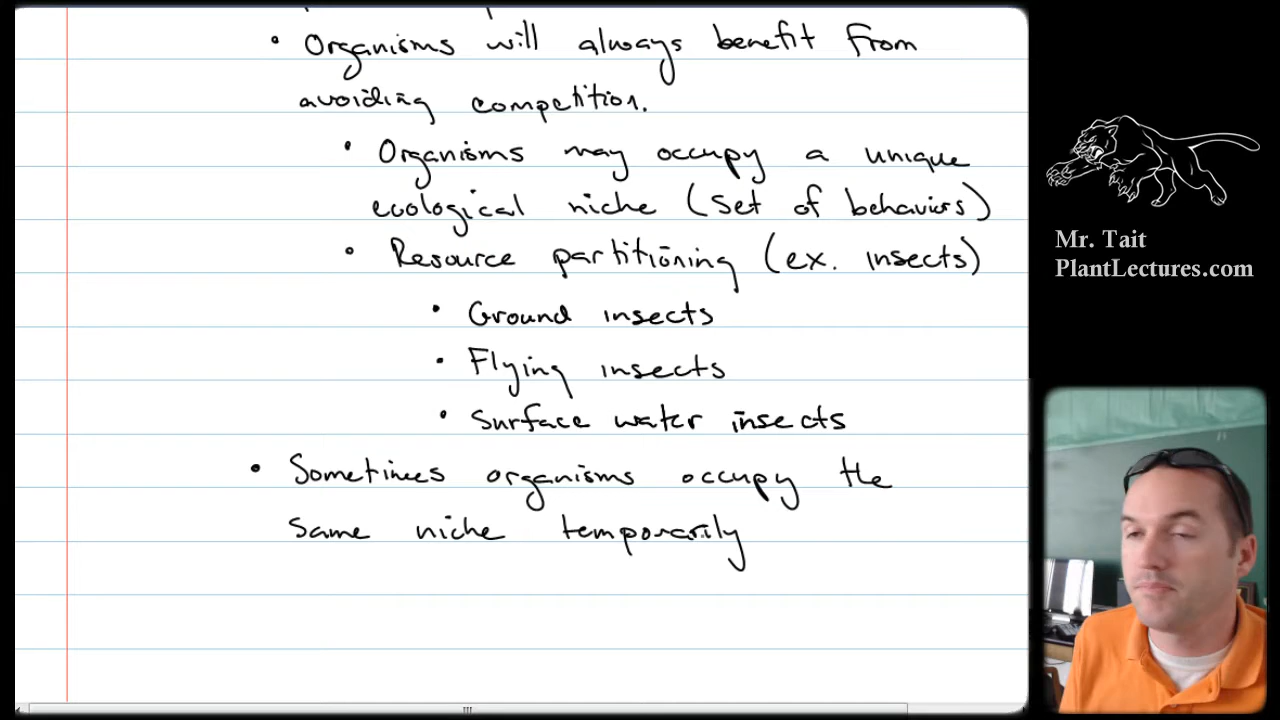 • Organisms will always benefit from
avoiding competition.
• Organisms may occupy a unique
ecological niche (set of behaviors)
• Resource partitioning (ex. insects)
• Ground insects
• Flying insects
• Surface water insects
• Sometimes organisms occupy the
same niche temporarily
Mr. Tait
PlantLectures.com